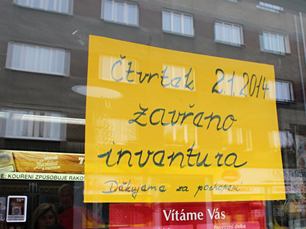 Čtvrtek 2.1.2014
zavřeno
inventura
Děkujeme za pochopení
KOUŘENÍ ZPŮSOBUJE RAKO
Vítáme Vás